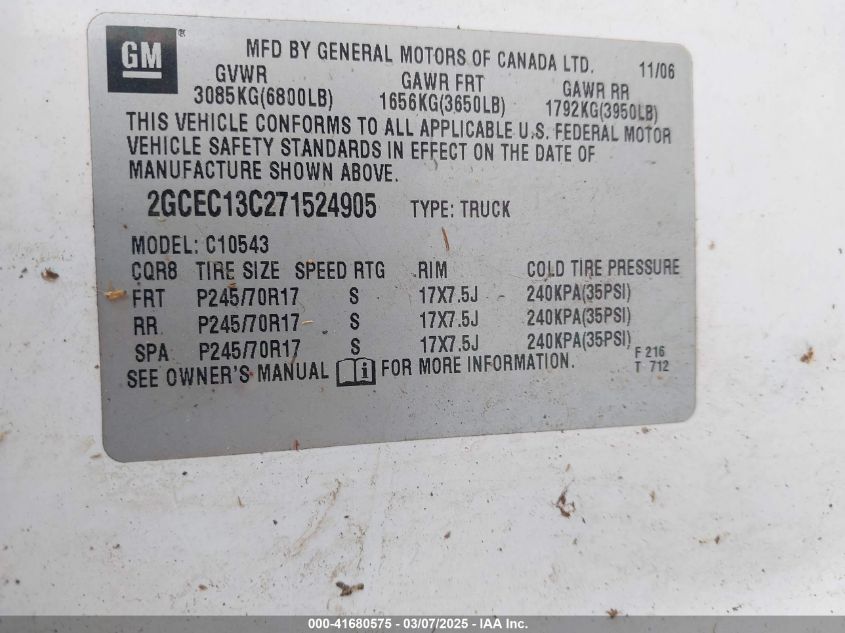 GM®
MFD BY GENERAL MOTORS OF CANADA LTD. 11/06
GVWR GAWR FRT GAWR RR
3085KG(6800LB) 1656KG(3650LB) 1792KG(3950LB)
THIS VEHICLE CONFORMS TO ALL APPLICABLE U.S. FEDERAL MOTOR
VEHICLE SAFETY STANDARDS IN EFFECT ON THE DATE OF
MANUFACTURE SHOWN ABOVE.
2GCEC13C271524905 TYPE: TRUCK
MODEL: C10543
CQR8 TIRE SIZE SPEED RTG RIM COLD TIRE PRESSURE
FRT P245/70R17 S 17X7.5J 240KPA(35PSI)
RR P245/70R17 S 17X7.5J 240KPA(35PSI)
SPA P245/70R17 S 17X7.5J 240KPA(35PSI)
SEE OWNER'S MANUAL i FOR MORE INFORMATION.
F 216
T 712
000-41680575 - 03/07/2025 - IAA Inc.